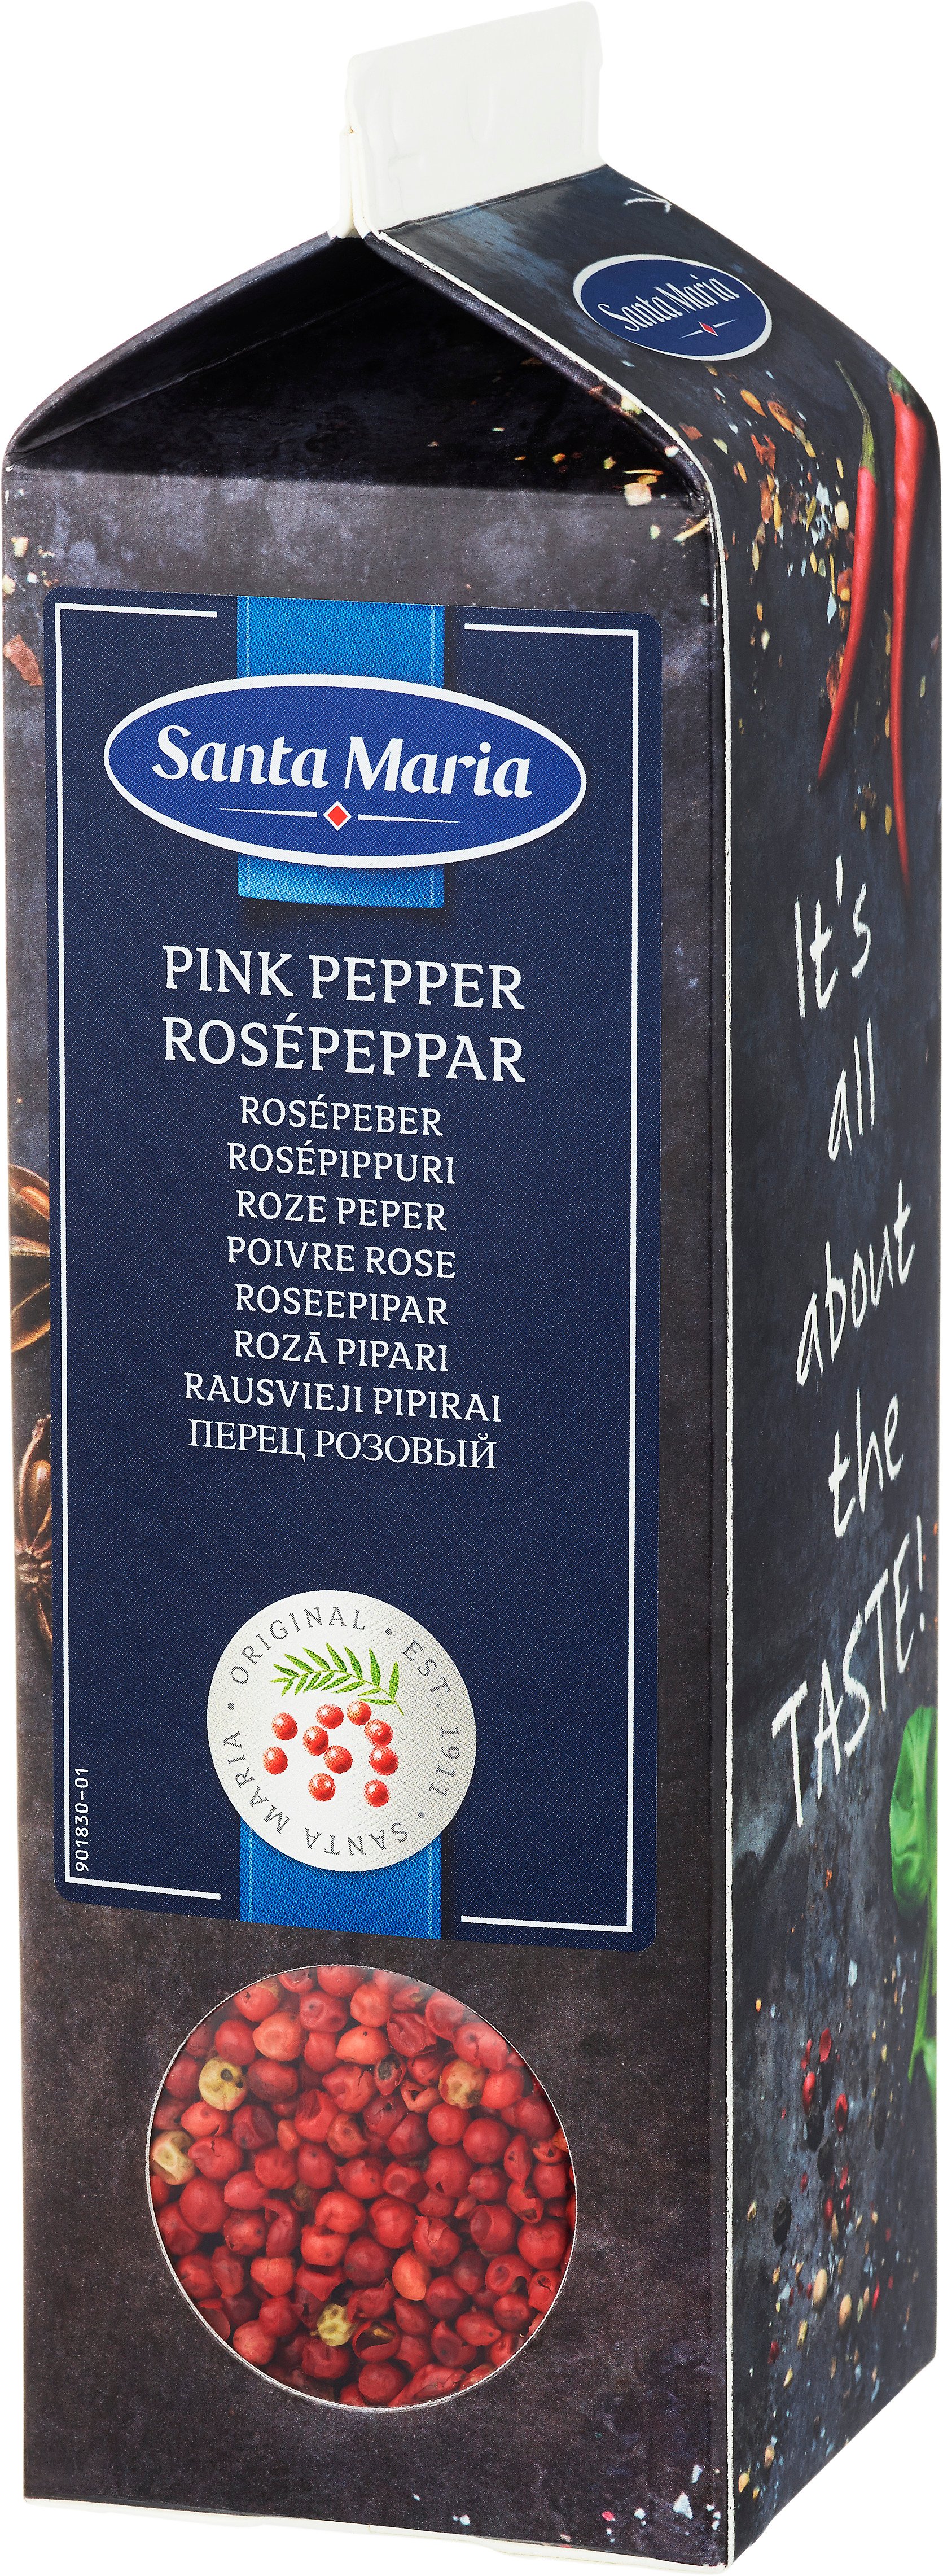 Santa Maria
Santa Maria
PINK PEPPER
ROSÉPEPPAR
ROSÉPEBER
ROSÉPIPPURI
ROZE PEPER
POIVRE ROSE
ROSEEPIPAR
ROZĀ PIPARI
RAUSVIEJI PIPIRAI
ПЕРЕЦ РОЗОВЫЙ
ORIGINAL • EST. 1911 • SANTA MARIA •
901830-01
It's
all
about
the
TASTE!